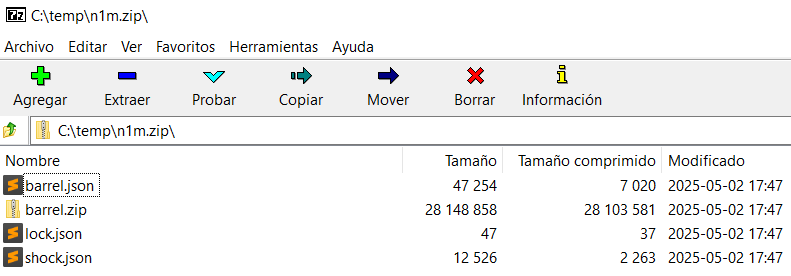 7z C:\temp\n1m.zip\
Archivo Editar Ver Favoritos Herramientas Ayuda
Agregar Extraer Probar Copiar Mover Borrar Información
C:\temp\n1m.zip\
Nombre Tamaño Tamaño comprimido Modificado
barrel.json 47 254 7 020 2025-05-02 17:47
barrel.zip 28 148 858 28 103 581 2025-05-02 17:47
lock.json 47 37 2025-05-02 17:47
shock.json 12 526 2 263 2025-05-02 17:47